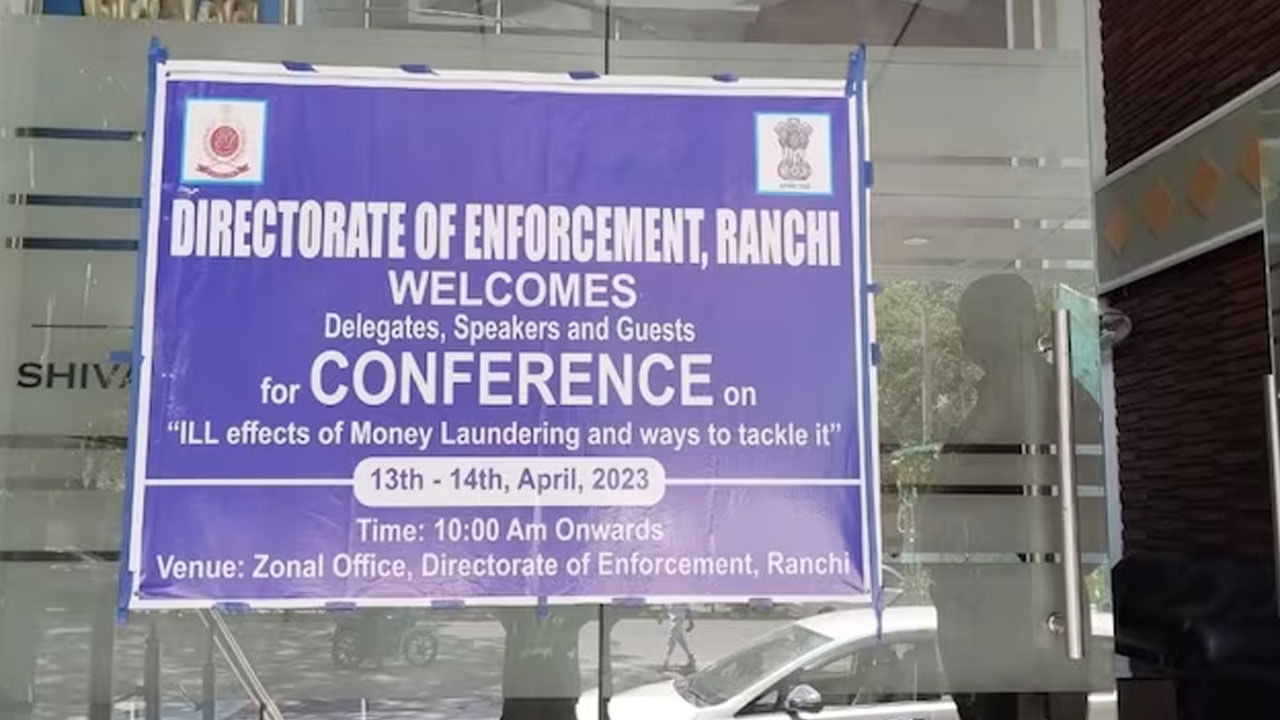 DIRECTORATE OF ENFORCEMENT, RANCHI
WELCOMES
Delegates, Speakers and Guests
for CONFERENCE on
“ILL effects of Money Laundering and ways to tackle it”
13th - 14th, April, 2023
Time: 10:00 Am Onwards
Venue: Zonal Office, Directorate of Enforcement, Ranchi
SHIVA